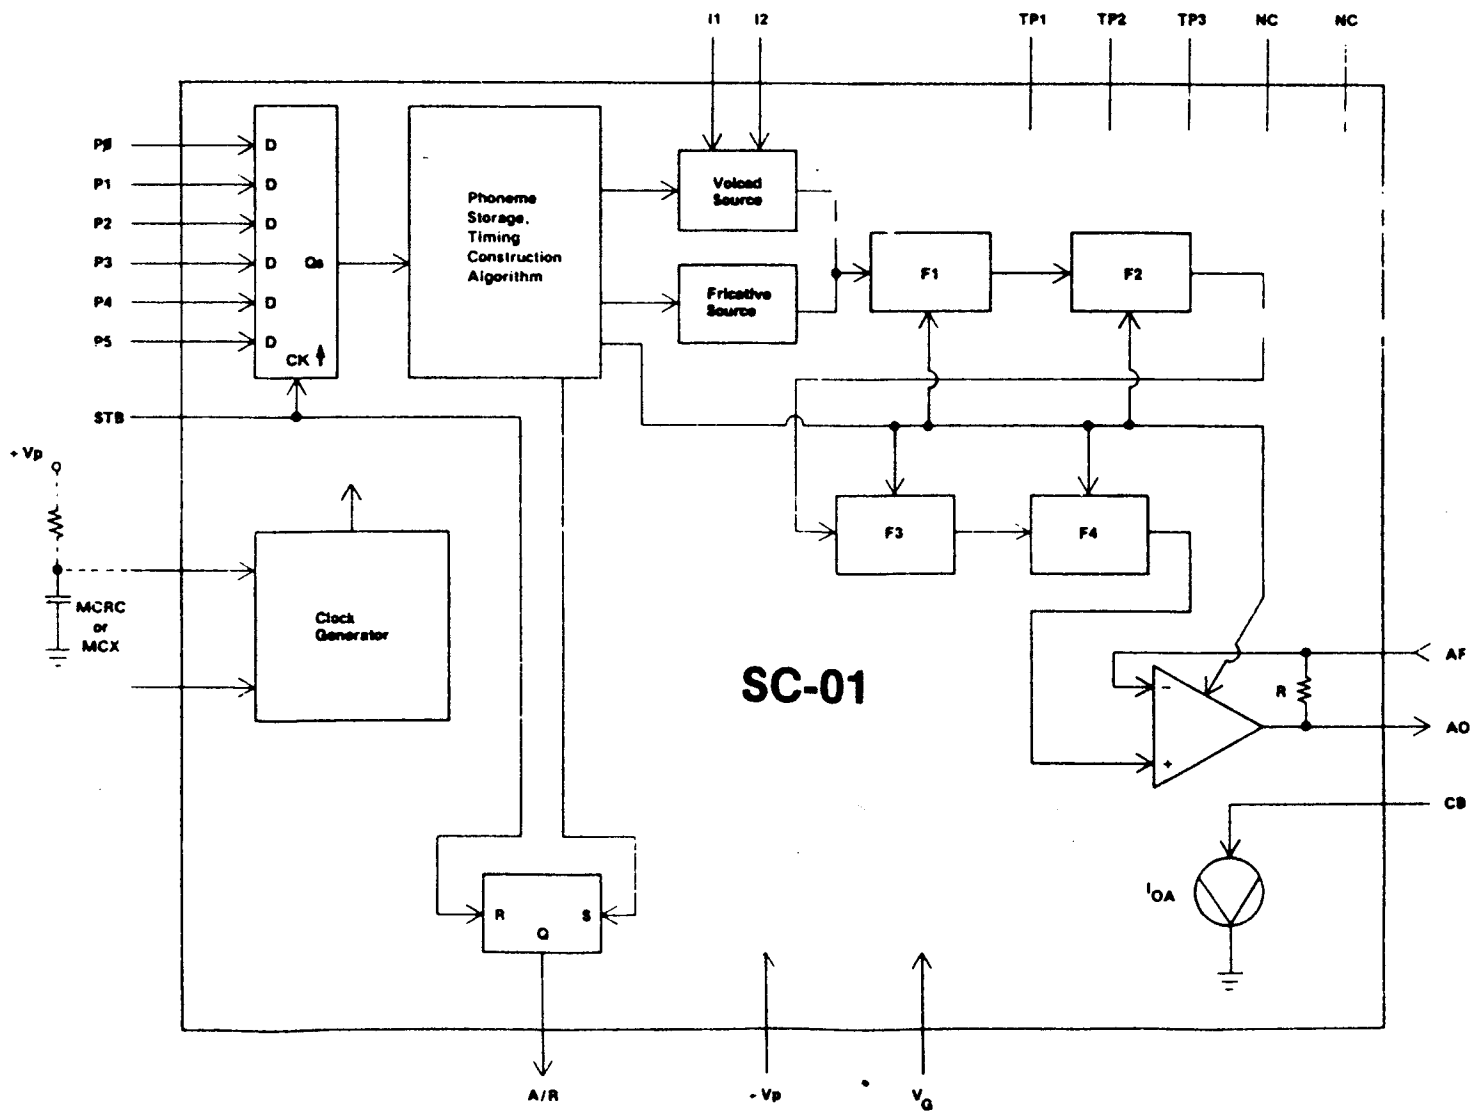 I1 I2 TP1 TP2 TP3 NC NC
PØ
P1
P2
P3
P4
P5
D
D
D
D
D
D
Qs
CK
Phoneme
Storage,
Timing
Construction
Algorithm
Voiced
Source
Fricative
Source
F1
F2
STB
+ Vp
F3
F4
MCRC
or
MCX
Clock
Generator
SC-01
AF
R
AO
-
+
CB
IOA
R S
Q
A/R
- Vp
VG